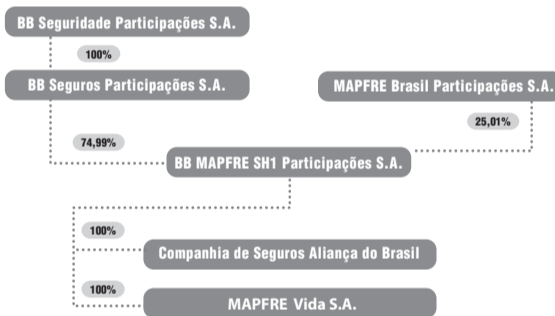 BB Seguridade Participações S.A.
100%
BB Seguros Participações S.A.
MAPFRE Brasil Participações S.A.
25,01%
74,99%
BB MAPFRE SH1 Participações S.A.
100%
Companhia de Seguros Aliança do Brasil
100%
MAPFRE Vida S.A.